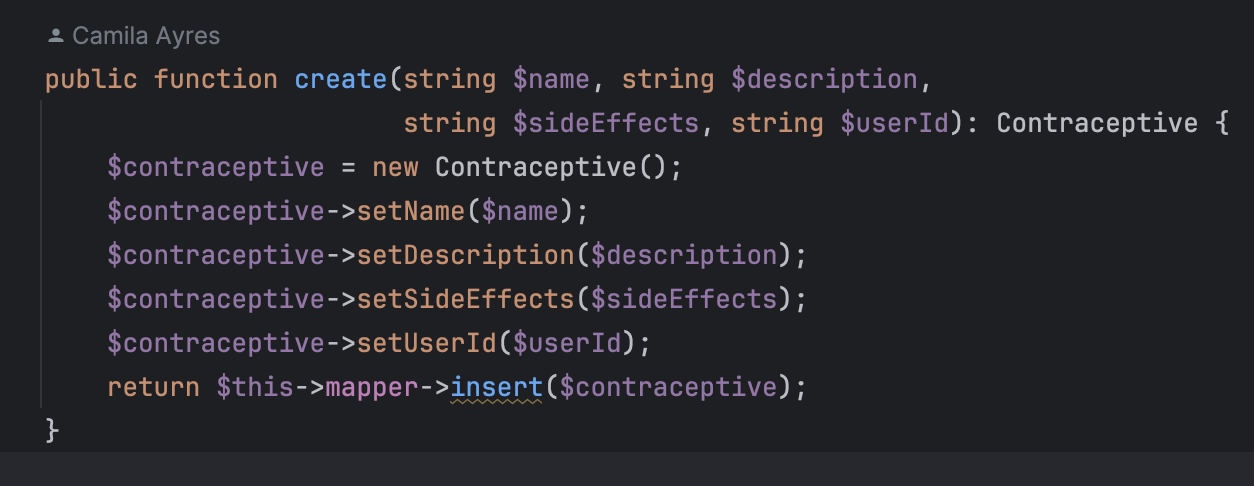 Camila Ayres
public function create(string $name, string $description,
string $sideEffects, string $userId): Contraceptive {
$contraceptive = new Contraceptive();
$contraceptive->setName($name);
$contraceptive->setDescription($description);
$contraceptive->setSideEffects($sideEffects);
$contraceptive->setUserId($userId);
return $this->mapper->insert($contraceptive);
}